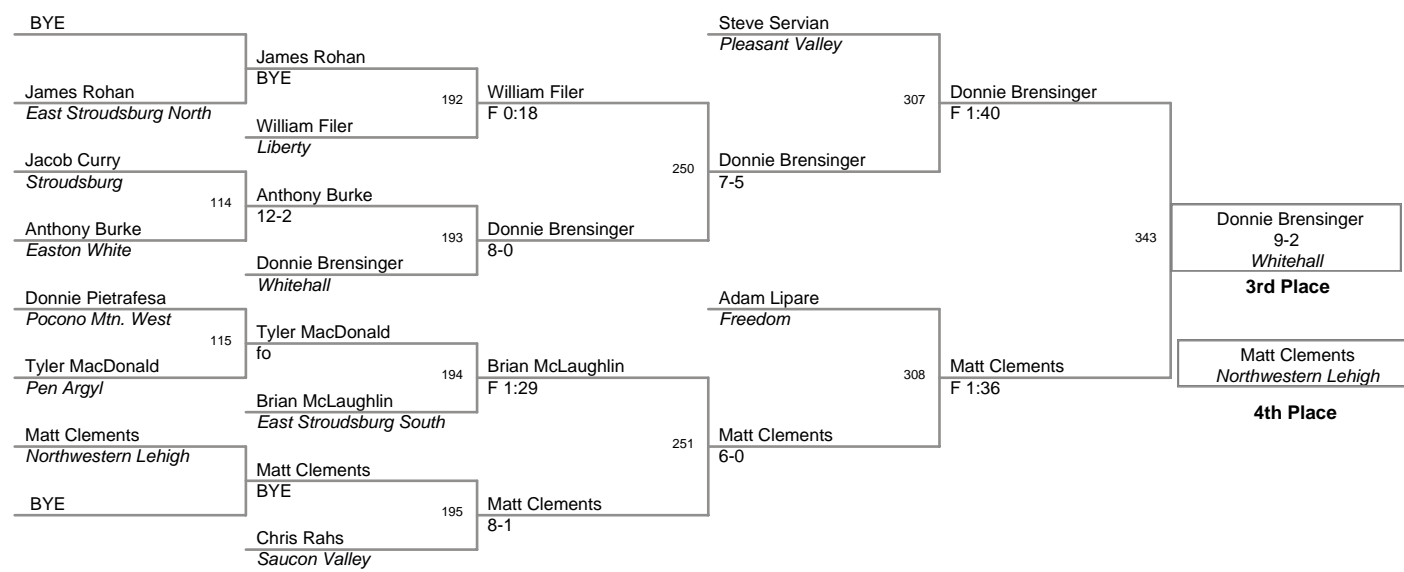 BYE
James Rohan
East Stroudsburg North
Jacob Curry
Stroudsburg
114
Anthony Burke
Easton White
Donnie Pietrafesa
Pocono Mtn. West
115
Tyler MacDonald
Pen Argyl
Matt Clements
Northwestern Lehigh
BYE
James Rohan
BYE
192
William Filer
Liberty
Anthony Burke
12-2
193
Donnie Brensinger
Whitehall
Tyler MacDonald
fo
194
Brian McLaughlin
East Stroudsburg South
Matt Clements
BYE
195
Chris Rahs
Saucon Valley
William Filer
F 0:18
250
Donnie Brensinger
8-0
Brian McLaughlin
F 1:29
251
Matt Clements
8-1
Steve Servian
Pleasant Valley
307
Donnie Brensinger
7-5
Adam Lipare
Freedom
308
Matt Clements
6-0
Donnie Brensinger
F 1:40
343
Matt Clements
F 1:36
Donnie Brensinger
9-2
Whitehall
3rd Place
Matt Clements
Northwestern Lehigh
4th Place